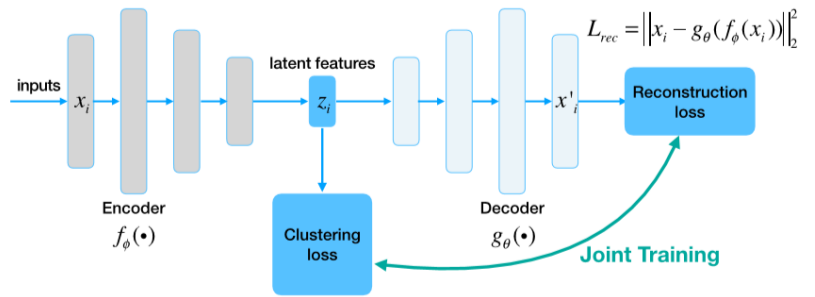 L_rec = ||x_i − g_θ(f_ϕ(x_i))||_2^2
latent features
inputs
x_i
z_i
x'_i
Reconstruction
loss
Encoder
f_ϕ(•)
Clustering
loss
Decoder
g_θ(•)
Joint Training